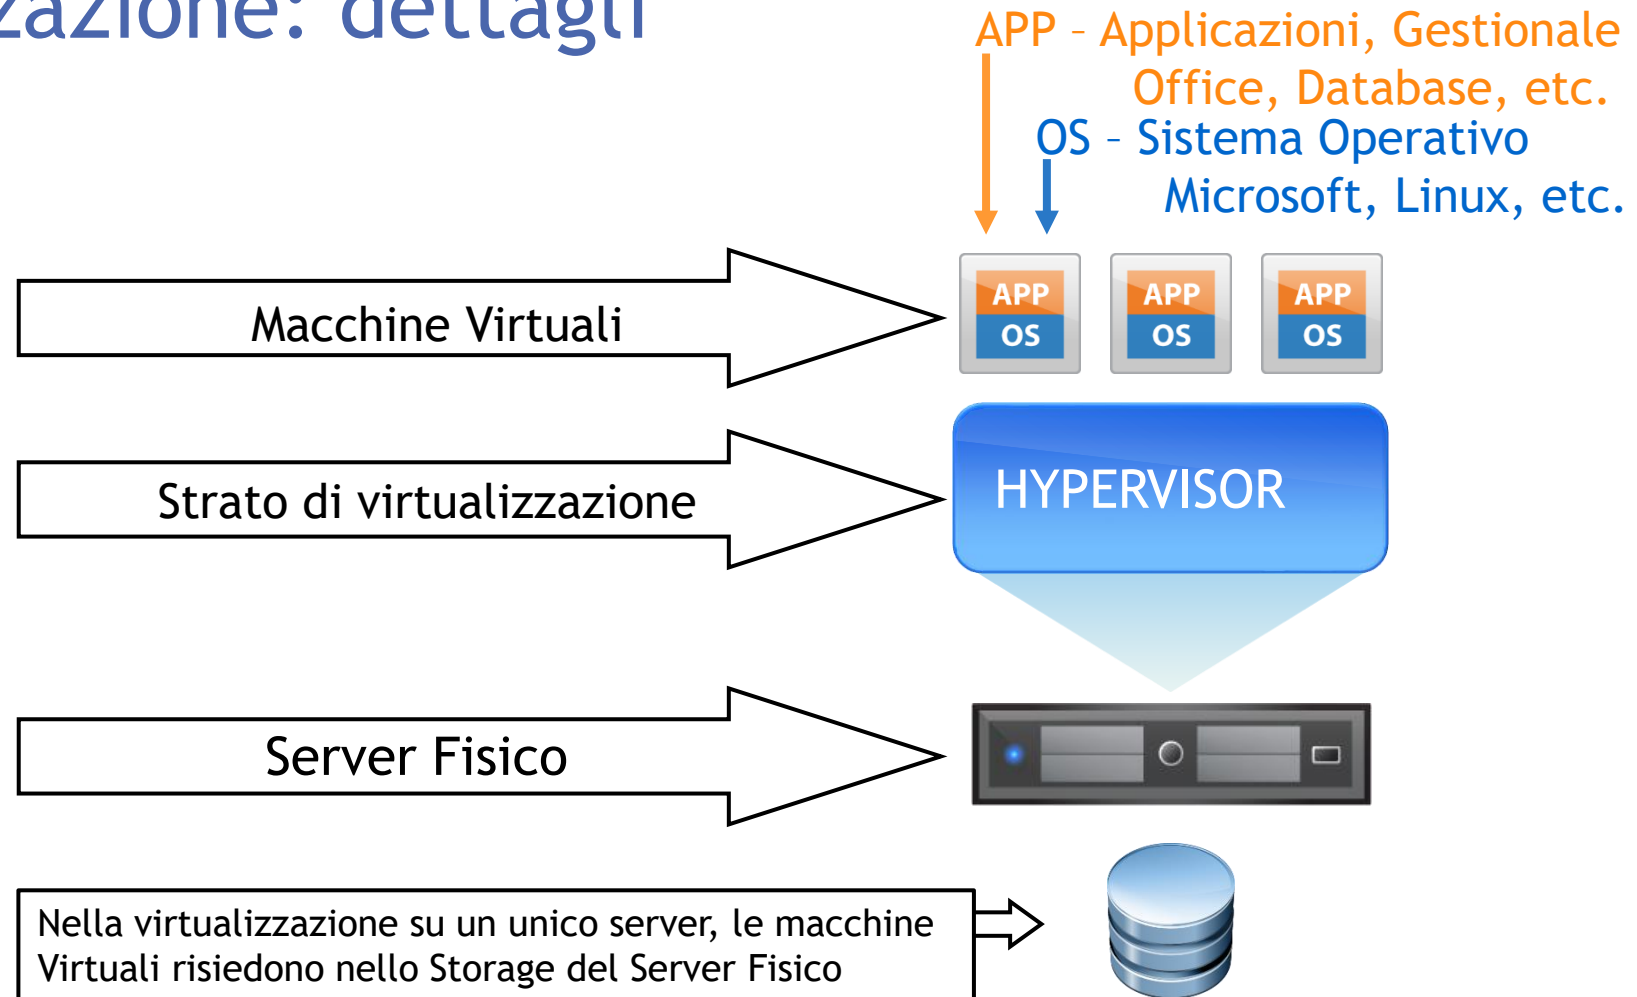 zazione: dettagli
APP – Applicazioni, Gestionale
Office, Database, etc.
OS – Sistema Operativo
Microsoft, Linux, etc.
Macchine Virtuali
APP
OS
APP
OS
APP
OS
Strato di virtualizzazione
HYPERVISOR
Server Fisico
Nella virtualizzazione su un unico server, le macchine
Virtuali risiedono nello Storage del Server Fisico